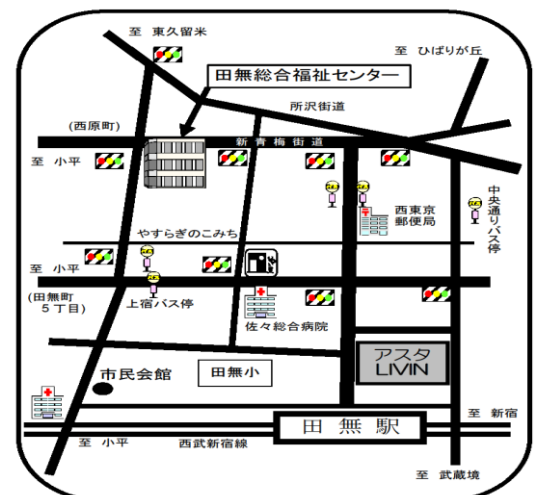 至 東久留米
至 ひばりが丘
田無総合福祉センター
所沢街道
(西原町)
新青梅街道
至 小平
中央通りバス停
西東京
郵便局
やすらぎのこみち
至 小平
(田無町
5丁目)
上宿バス停
佐々総合病院
アスタ
LIVIN
市民会館
田無小
田無駅
至 新宿
至 小平
西武新宿線
至 武蔵境